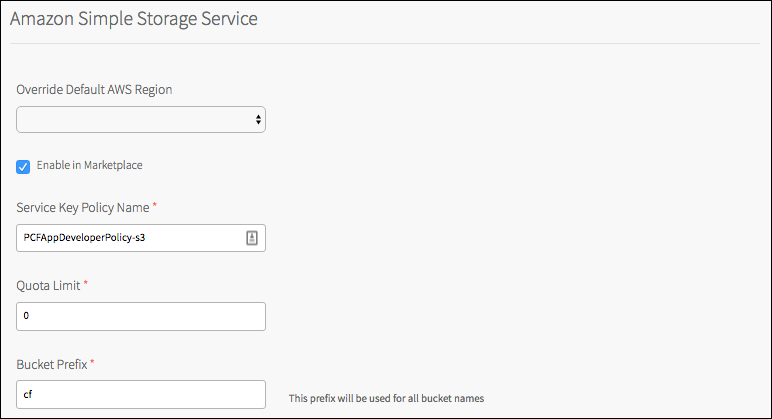 Amazon Simple Storage Service
Override Default AWS Region
Enable in Marketplace
Service Key Policy Name *
PCFAppDeveloperPolicy-s3
Quota Limit *
0
Bucket Prefix *
cf
This prefix will be used for all bucket names